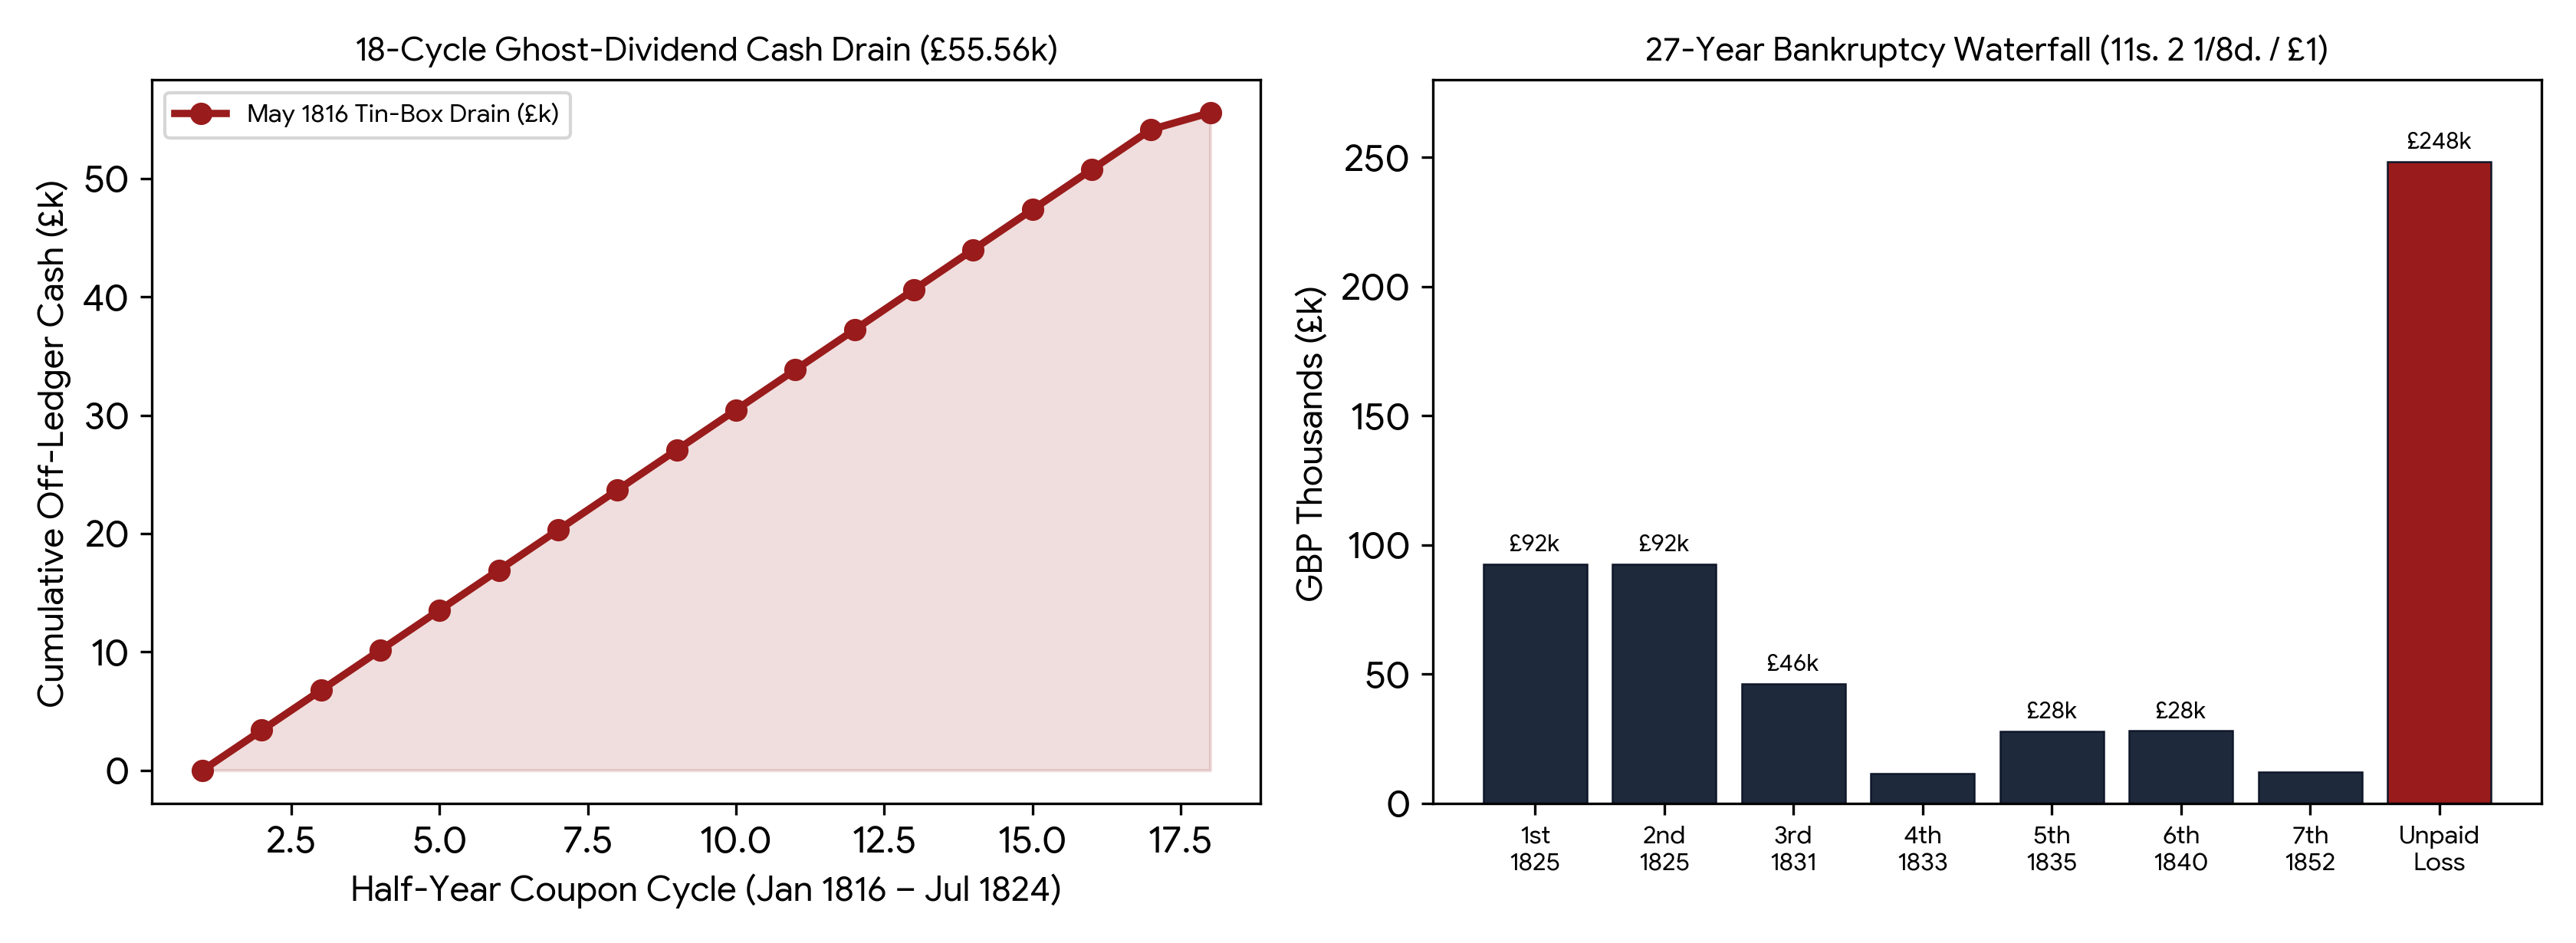 18-Cycle Ghost-Dividend Cash Drain (£55.56k)
May 1816 Tin-Box Drain (£k)
Cumulative Off-Ledger Cash (£k)
50
40
30
20
10
0
2.5 5.0 7.5 10.0 12.5 15.0 17.5
Half-Year Coupon Cycle (Jan 1816 – Jul 1824)
27-Year Bankruptcy Waterfall (11s. 2 1/8d. / £1)
GBP Thousands (£k)
250
200
150
100
50
0
£92k
£92k
£46k
£28k
£28k
£248k
1st
1825
2nd
1825
3rd
1831
4th
1833
5th
1835
6th
1840
7th
1852
Unpaid
Loss